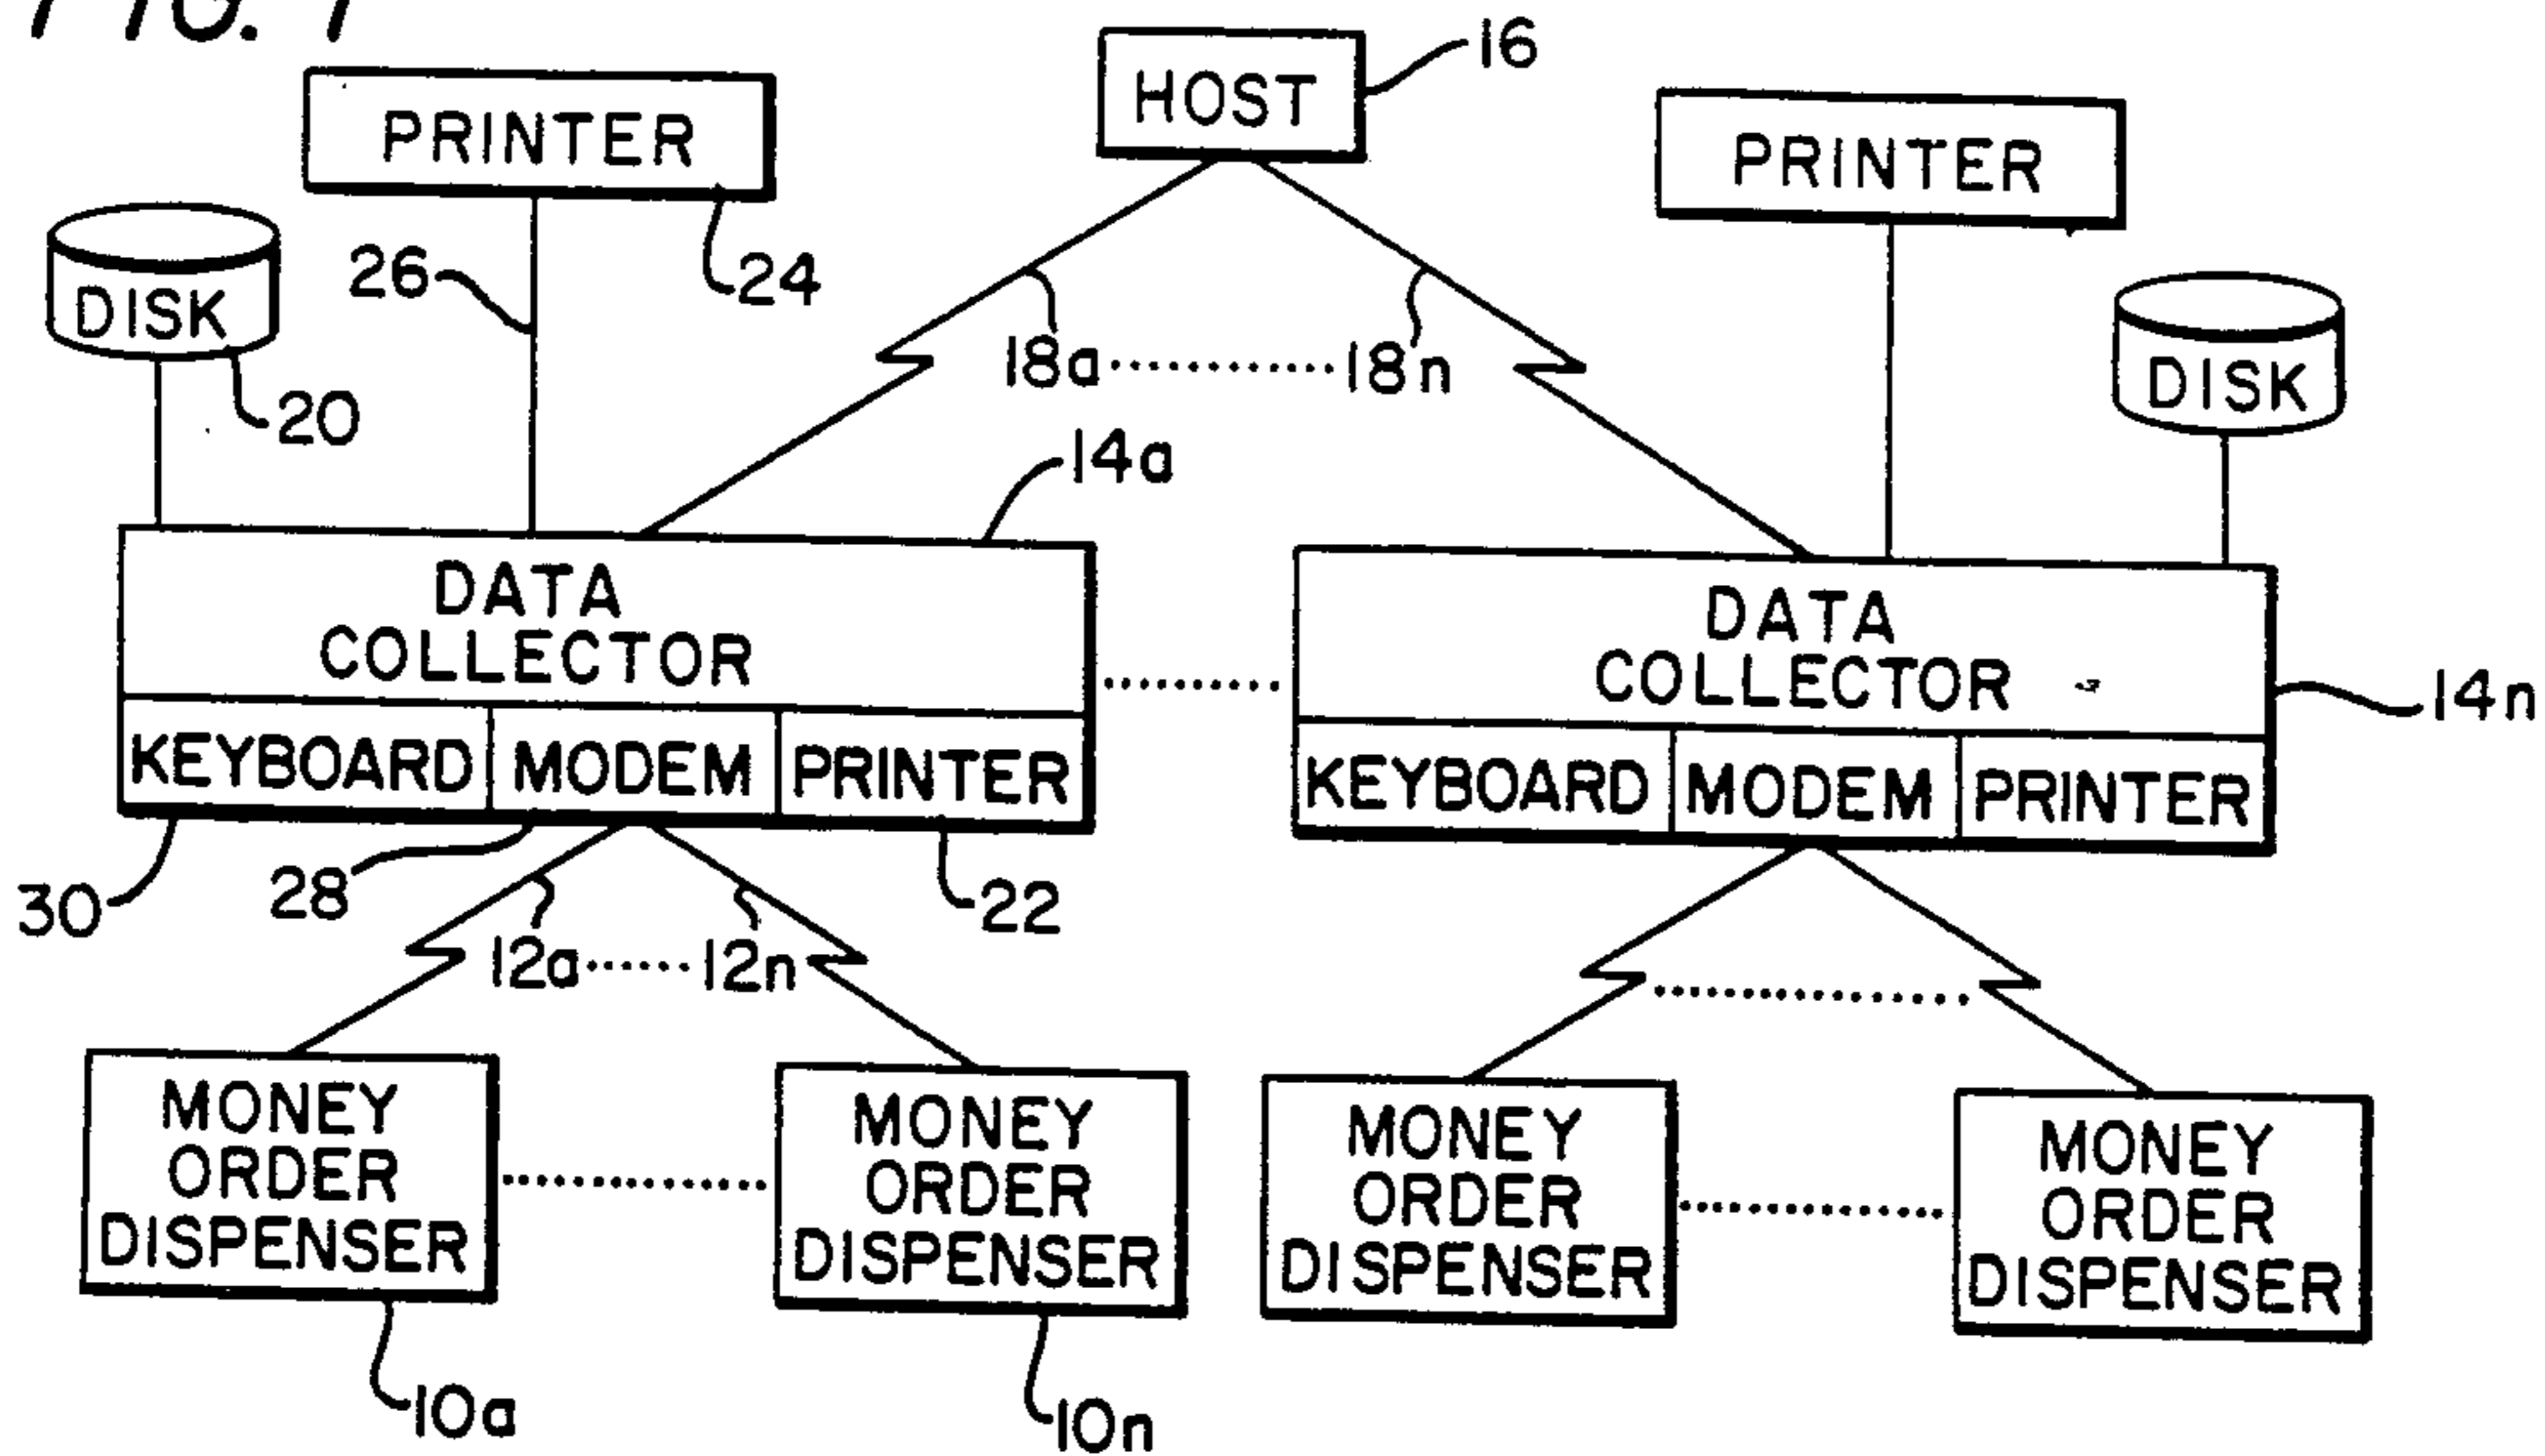 FIG. 1
HOST
16
PRINTER
24
PRINTER
DISK
20
26
18a
18n
DISK
14a
DATA
COLLECTOR
KEYBOARD
MODEM
PRINTER
DATA
COLLECTOR
14n
KEYBOARD
MODEM
PRINTER
30
28
22
12a
12n
MONEY
ORDER
DISPENSER
MONEY
ORDER
DISPENSER
MONEY
ORDER
DISPENSER
MONEY
ORDER
DISPENSER
10a
10n